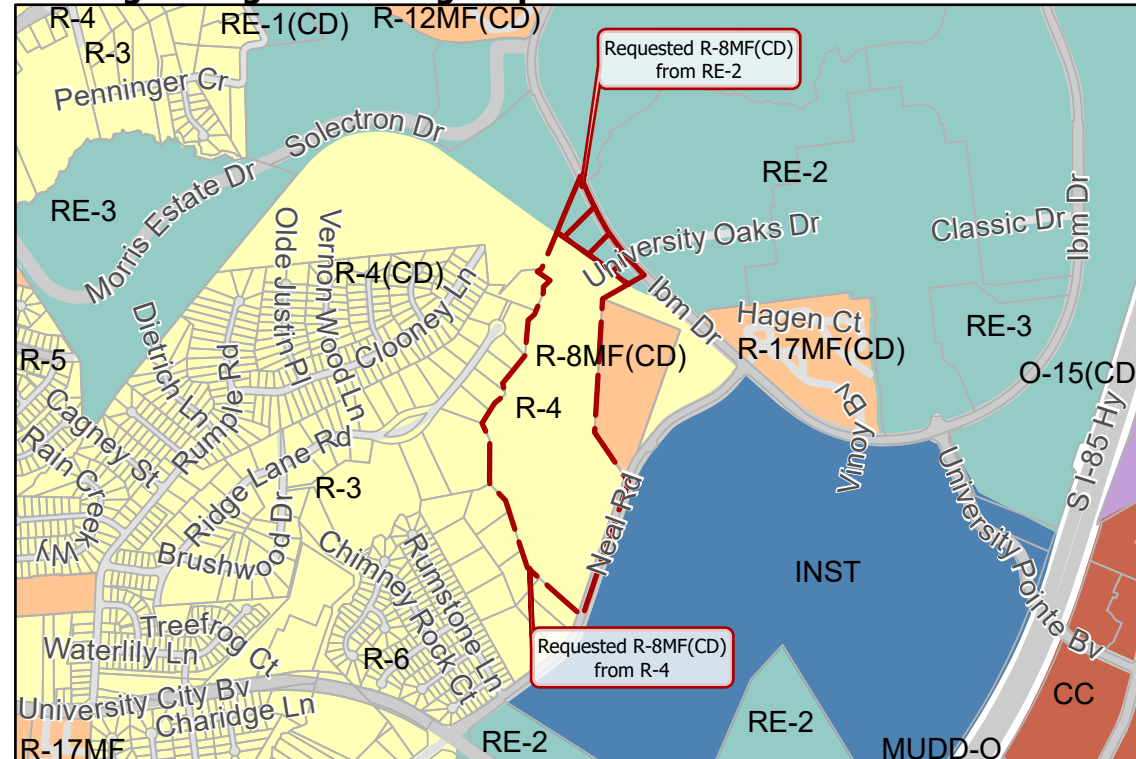 R-4
RE-1(CD)
R-12MF(CD)
R-3
Penninger Cr
Requested R-8MF(CD)
from RE-2
Solectron Dr
RE-2
RE-3
Morris Estate Dr
University Oaks Dr
Classic Dr
Ibm Dr
Olde Justin Pl
Vernon Wood Ln
R-4(CD)
Clooney Ln
Ibm Dr
Dietrich Ln
Hagen Ct
RE-3
R-5
Rumple Rd
R-8MF(CD)
R-17MF(CD)
O-15(CD)
Cagney St
R-4
Vinoy Bv
S I-85 Hy
Rain Creek Wy
Ridge Lane Rd
R-3
Neal Rd
University Pointe Bv
Brushwood Dr
Chimney Rock Ct
Rumstone Ln
INST
Treefrog Ct
Waterlily Ln
R-6
Requested R-8MF(CD)
from R-4
University City Bv
Charidge Ln
RE-2
RE-2
CC
R-17MF
MUDD-O